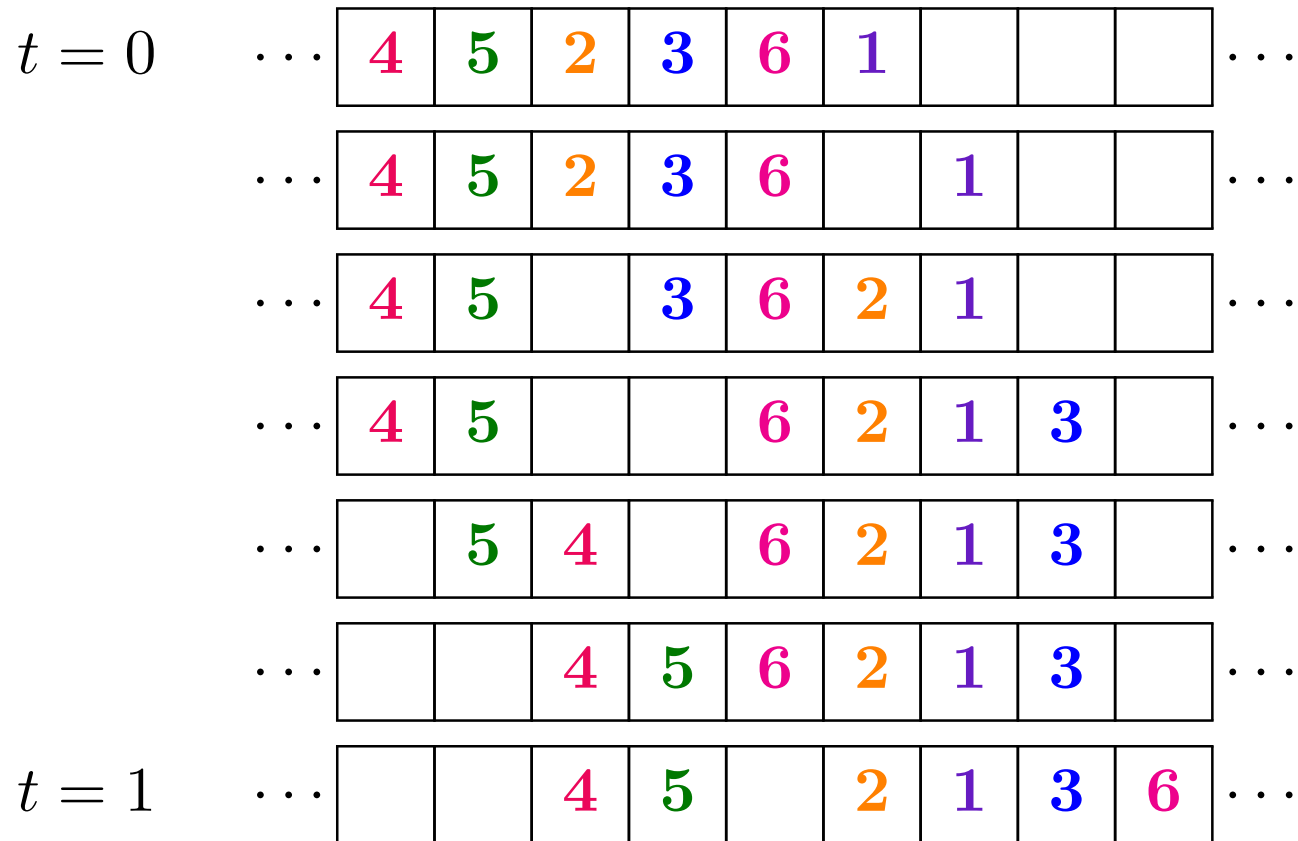 t = 0 ··· 4 5 2 3 6 1 ···
··· 4 5 2 3 6 1 ···
··· 4 5 3 6 2 1 ···
··· 4 5 6 2 1 3 ···
··· 5 4 6 2 1 3 ···
··· 4 5 6 2 1 3 ···
t = 1 ··· 4 5 2 1 3 6 ···